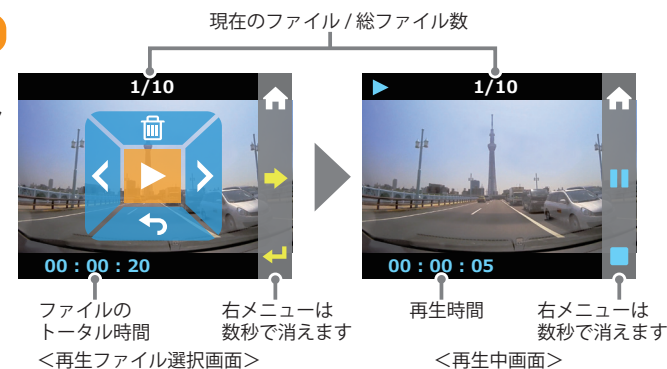 現在のファイル / 総ファイル数
1/10
1/10
00：00：20
00：00：05
ファイルの
トータル時間
右メニューは
数秒で消えます
再生時間
右メニューは
数秒で消えます
＜再生ファイル選択画面＞
＜再生中画面＞